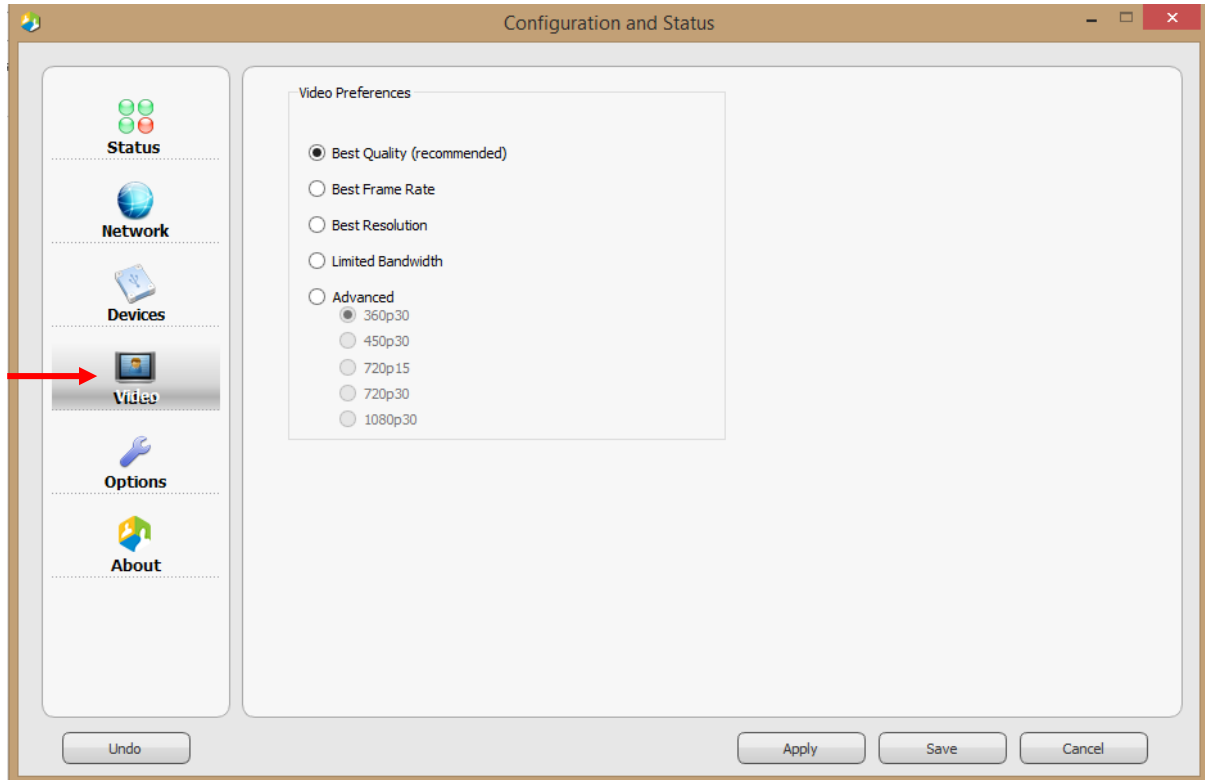 Configuration and Status
Status
Network
Devices
Video
Options
About
Video Preferences
Best Quality (recommended)
Best Frame Rate
Best Resolution
Limited Bandwidth
Advanced
360p30
450p30
720p15
720p30
1080p30
Undo
Apply
Save
Cancel